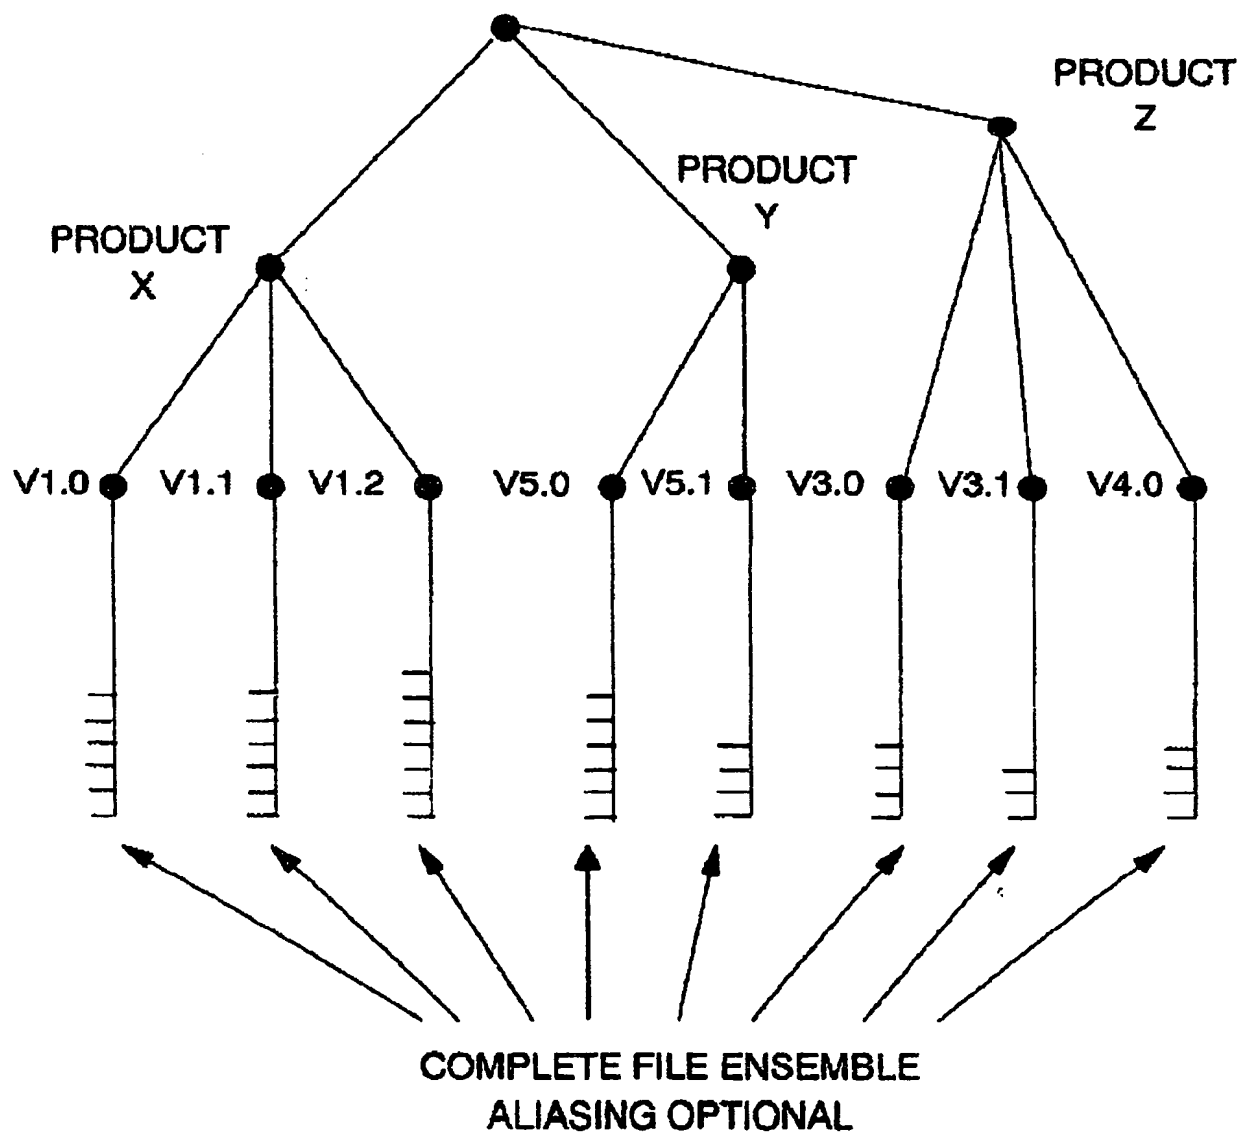 PRODUCT
Z
PRODUCT
Y
PRODUCT
X
V1.0 V1.1 V1.2 V5.0 V5.1 V3.0 V3.1 V4.0
COMPLETE FILE ENSEMBLE
ALIASING OPTIONAL